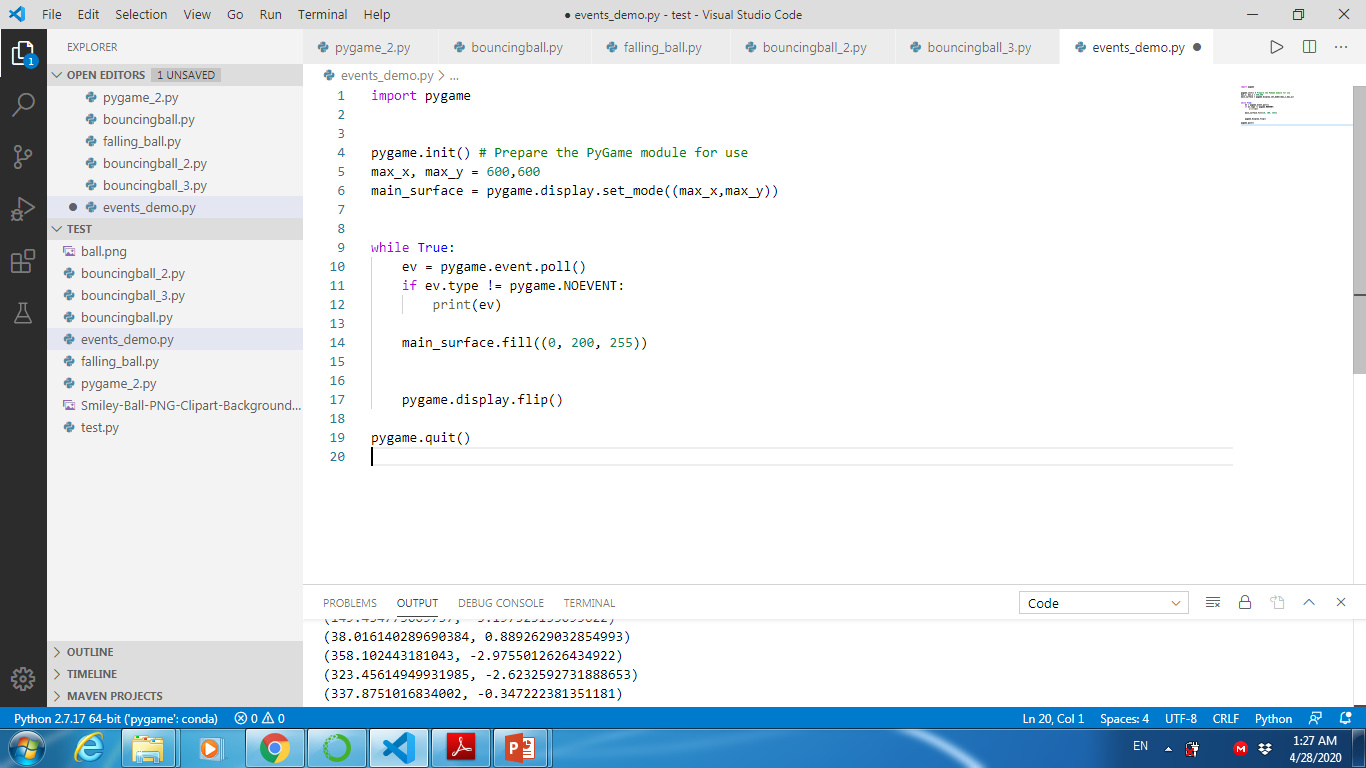 File Edit Selection View Go Run Terminal Help
● events_demo.py - test - Visual Studio Code
1
EXPLORER
OPEN EDITORS 1 UNSAVED
pygame_2.py
bouncingball.py
falling_ball.py
bouncingball_2.py
bouncingball_3.py
● events_demo.py
TEST
ball.png
bouncingball_2.py
bouncingball_3.py
bouncingball.py
events_demo.py
falling_ball.py
pygame_2.py
Smiley-Ball-PNG-Clipart-Background...
test.py
OUTLINE
TIMELINE
MAVEN PROJECTS
pygame_2.py bouncingball.py falling_ball.py bouncingball_2.py bouncingball_3.py events_demo.py ●
events_demo.py > ...
1 import pygame
2
3
4 pygame.init() # Prepare the PyGame module for use
5 max_x, max_y = 600,600
6 main_surface = pygame.display.set_mode((max_x,max_y))
7
8
9 while True:
10 ev = pygame.event.poll()
11 if ev.type != pygame.NOEVENT:
12 print(ev)
13
14 main_surface.fill((0, 200, 255))
15
16
17 pygame.display.flip()
18
19 pygame.quit()
20
PROBLEMS OUTPUT DEBUG CONSOLE TERMINAL
Code
(38.016140289690384, 0.8892629032854993)
(358.102443181043, -2.9755012626434922)
(323.45614949931985, -2.6232592731888653)
(337.8751016834002, -0.347222381351181)
Python 2.7.17 64-bit ('pygame': conda) 0 0 Ln 20, Col 1 Spaces: 4 UTF-8 CRLF Python
EN
1:27 AM
4/28/2020